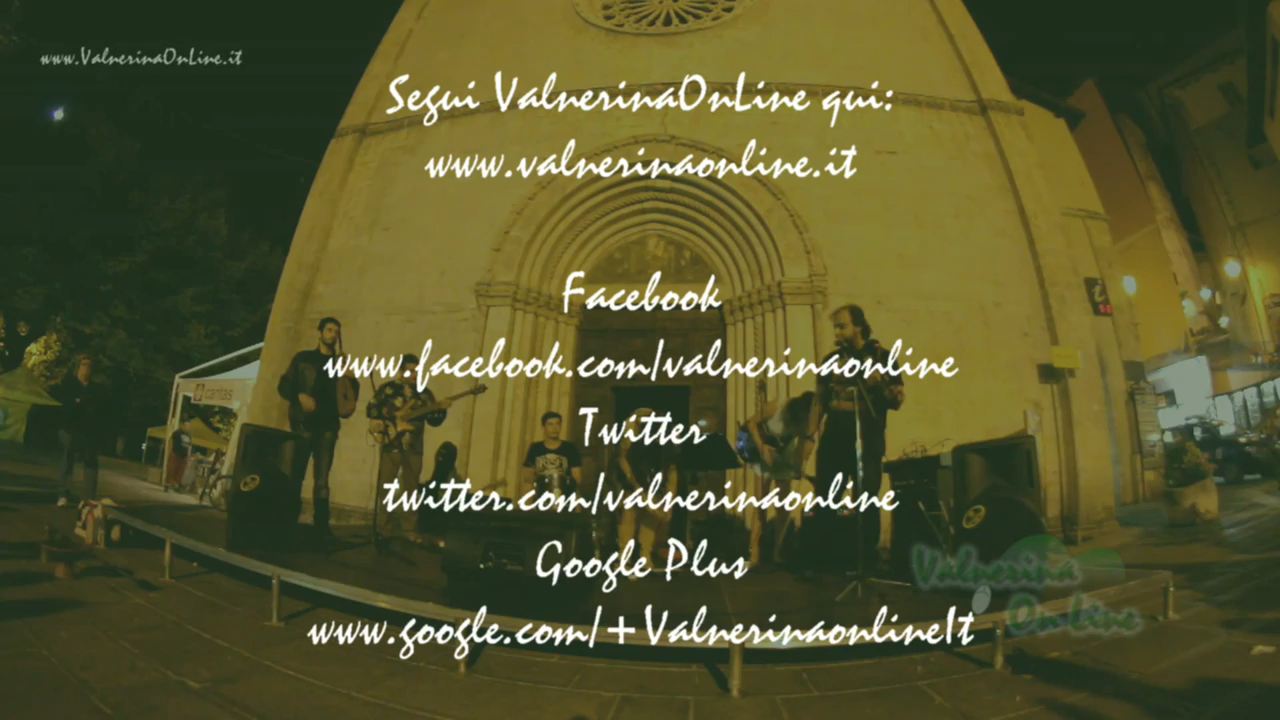 www.ValnerinaOnLine.it
Segui ValnerinaOnLine qui:
www.valnerinaonline.it
Facebook
www.facebook.com/valnerinaonline
caritas
Twitter
twitter.com/valnerinaonline
Google Plus
Valnerina
OnLine
www.google.com/+ValnerinaonlineIt